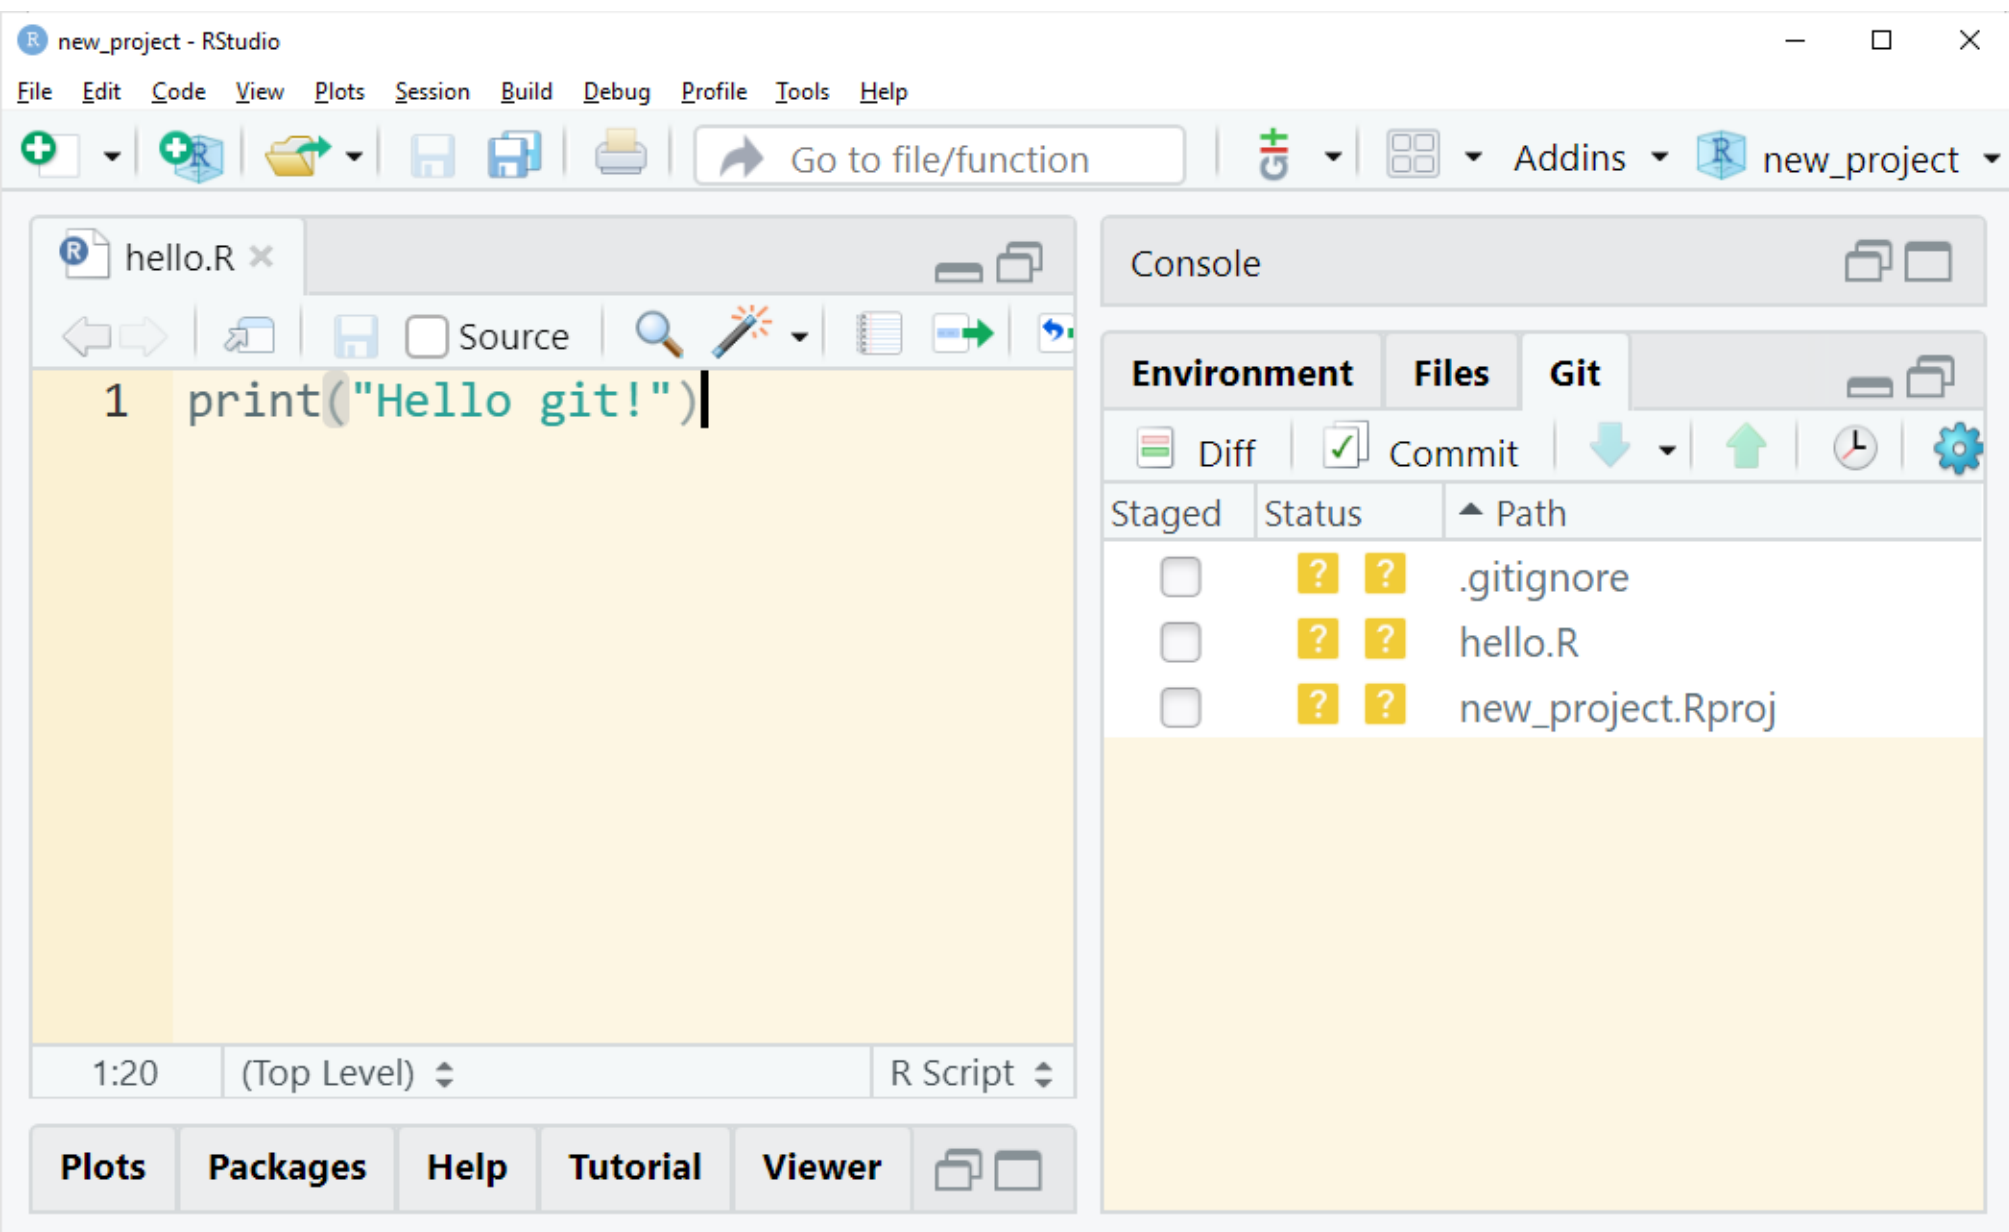 new_project - RStudio
File Edit Code View Plots Session Build Debug Profile Tools Help
Go to file/function Addins new_project
hello.R
Source
1 print("Hello git!")
1:20 (Top Level) R Script
Plots Packages Help Tutorial Viewer
Console
Environment Files Git
Diff Commit
Staged Status Path
? ? .gitignore
? ? hello.R
? ? new_project.Rproj